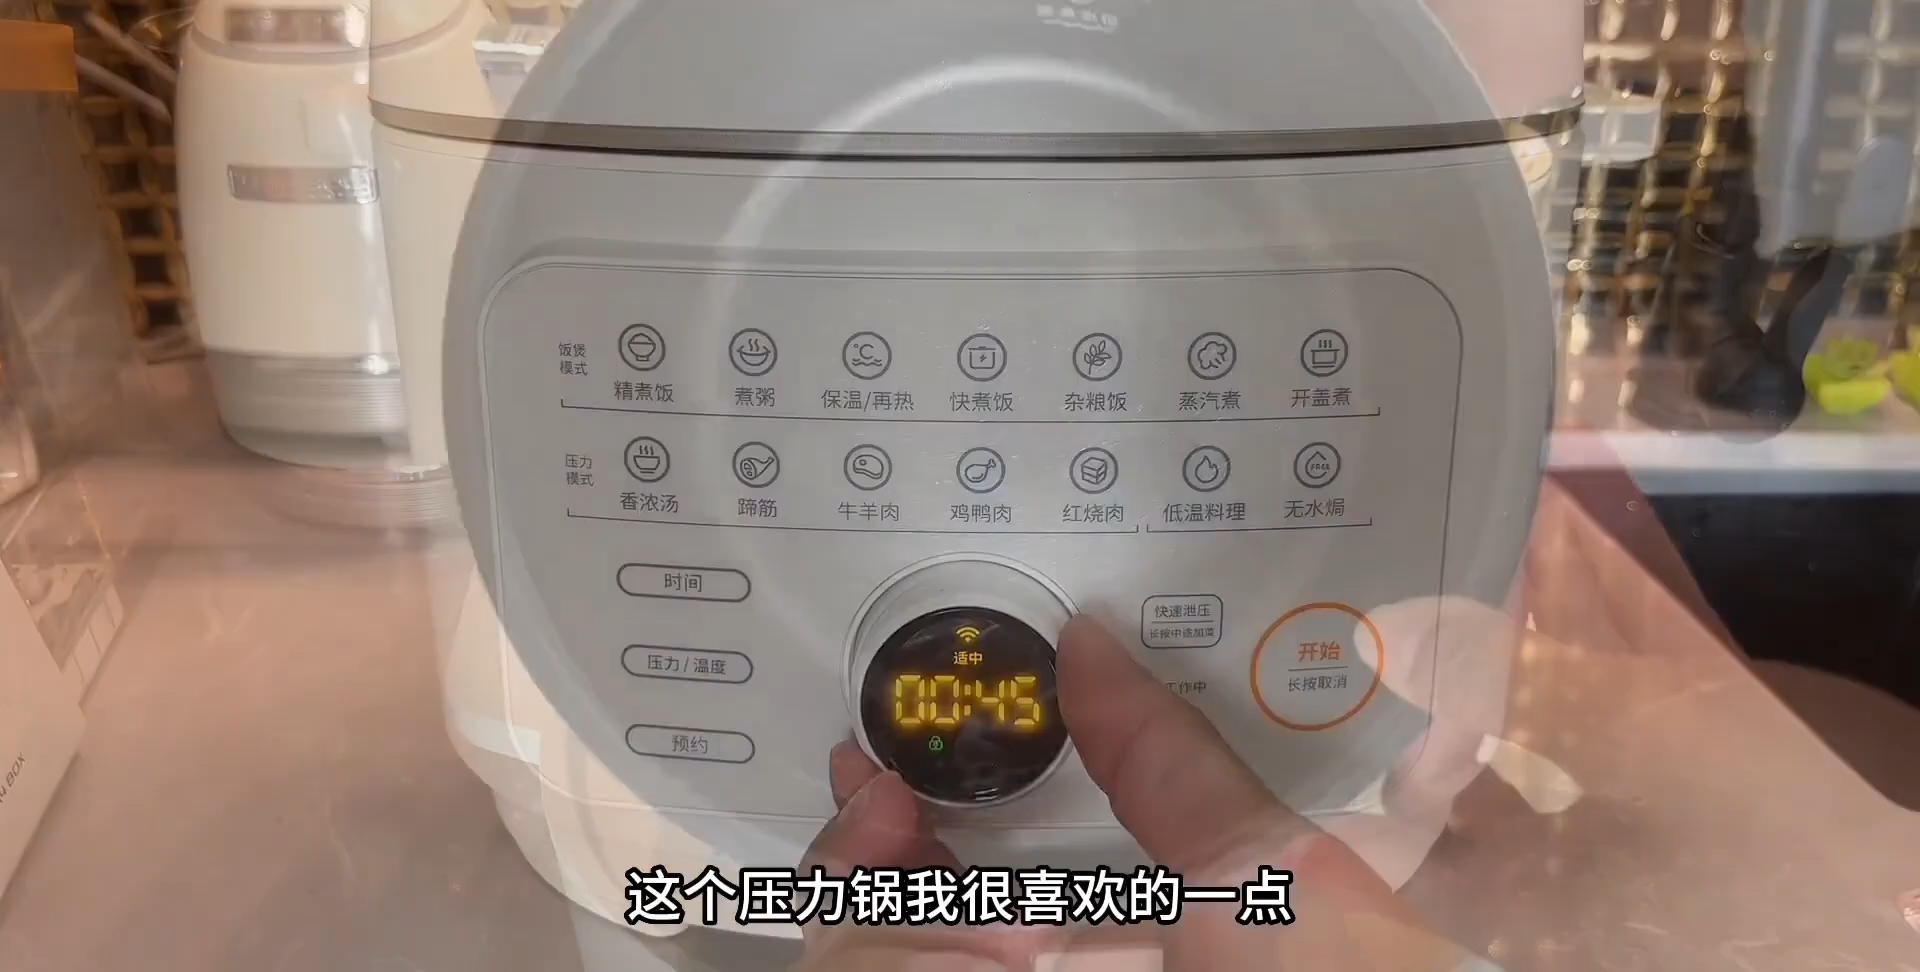 饭煲
模式
精煮饭
煮粥
保温/再热
快煮饭
杂粮饭
蒸汽煮
开盖煮
压力
模式
香浓汤
蹄筋
牛羊肉
鸡鸭肉
红烧肉
低温料理
FREE
无水焗
时间
压力/温度
预约
适中
00:45
快速泄压
长按中途加菜
工作中
开始
长按取消
BOX
这个压力锅我很喜欢的一点